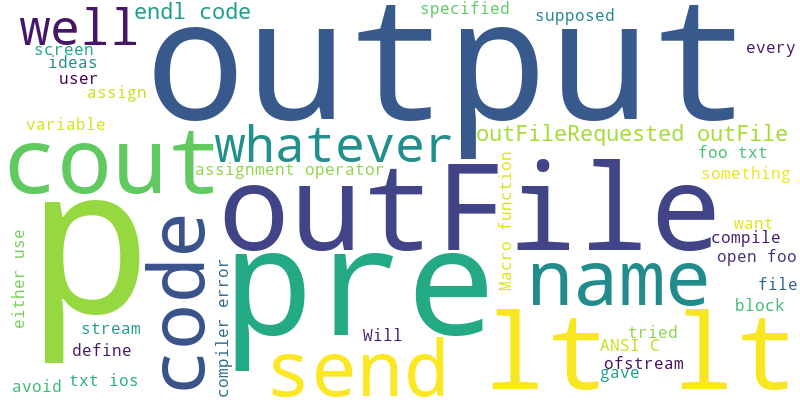 well
endl code
output
specified
supposed
every
screen
ideas
user
assign
variable
cout
whatever
outFileRequested outFile
foo txt
assignment operator
something
p
code
outFile
Macro function
want
compile
open foo
either use
compiler error
pre
name
file
block
stream
define
Will
send
lt lt
tried
ANSI C
ofstream
gave
avoid
txt ios